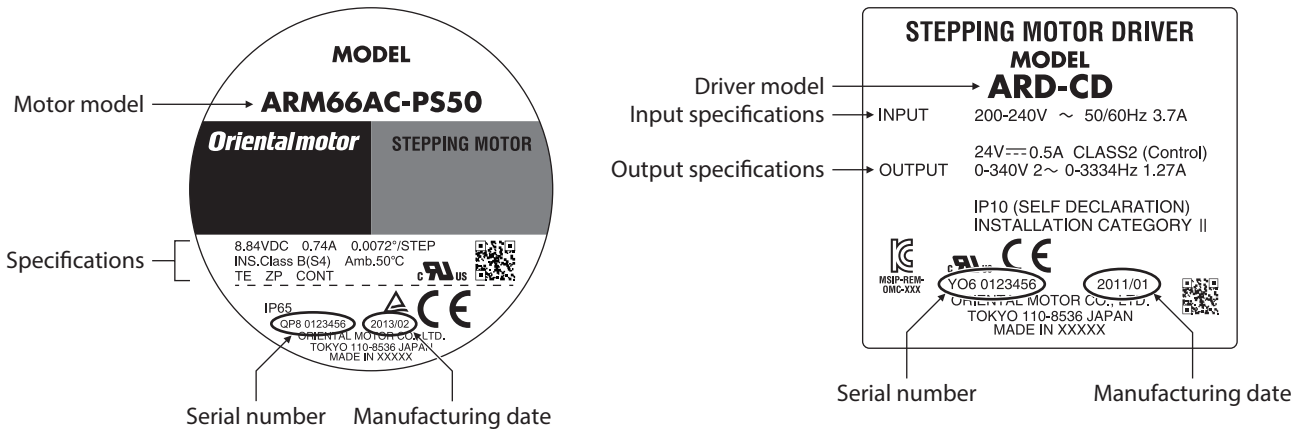 MODEL
ARM66AC-PS50
Motor model
Orientalmotor
STEPPING MOTOR
Specifications
8.84VDC 0.74A 0.0072°/STEP
INS.Class B(S4) Amb.50°C
TE ZP CONT
c US
IP65
CE
QP8 0123456 2013/02
ORIENTAL MOTOR CO., LTD.
TOKYO 110-8536 JAPAN
MADE IN XXXXX
Serial number
Manufacturing date
STEPPING MOTOR DRIVER
MODEL
Driver model
ARD-CD
Input specifications
INPUT 200-240V ~ 50/60Hz 3.7A
24V⎓0.5A CLASS2 (Control)
Output specifications
OUTPUT 0-340V 2~ 0-3334Hz 1.27A
IP10 (SELF DECLARATION)
INSTALLATION CATEGORY II
MSIP-REM-
OMC-XXX
c US
CE
YO6 0123456 2011/01
ORIENTAL MOTOR CO., LTD.
TOKYO 110-8536 JAPAN
MADE IN XXXXX
Serial number
Manufacturing date